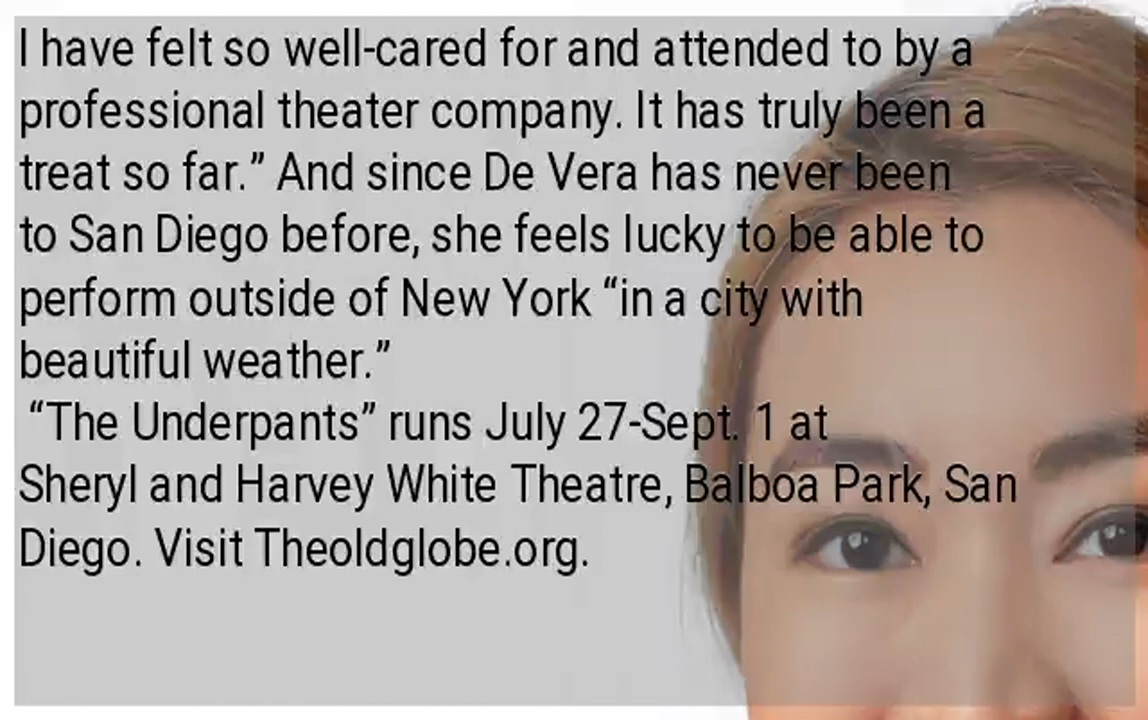 I have felt so well-cared for and attended to by a
professional theater company. It has truly been a
treat so far.” And since De Vera has never been
to San Diego before, she feels lucky to be able to
perform outside of New York “in a city with
beautiful weather.”
“The Underpants” runs July 27-Sept. 1 at
Sheryl and Harvey White Theatre, Balboa Park, San
Diego. Visit Theoldglobe.org.